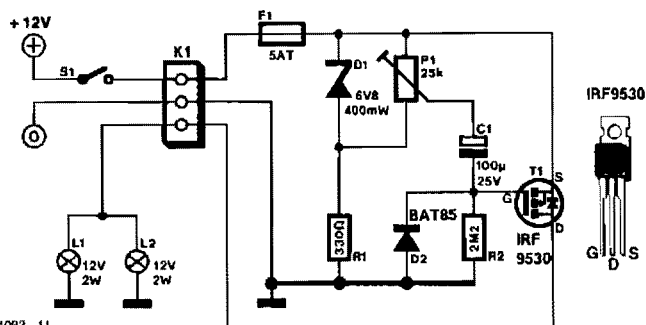 + 12V
F1
K1
5AT
S1
D1
P1
25k
6V8
400mW
IRF9530
C1
100µ
25V
T1
S
G
BAT85
D
330Ω
R1
D2
2M2
R2
IRF
9530
G D S
0
L1
12V
2W
L2
12V
2W